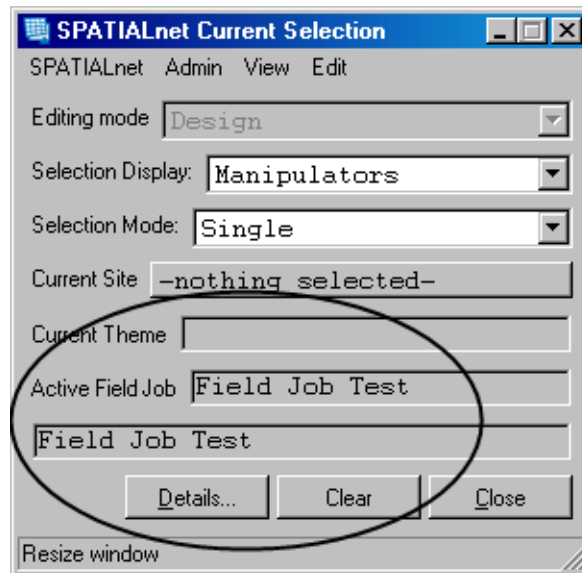 SPATIALnet Current Selection
SPATIALnet Admin View Edit
Editing mode Design
Selection Display: Manipulators
Selection Mode: Single
Current Site -nothing selected-
Current Theme
Active Field Job Field Job Test
Field Job Test
Details... Clear Close
Resize window